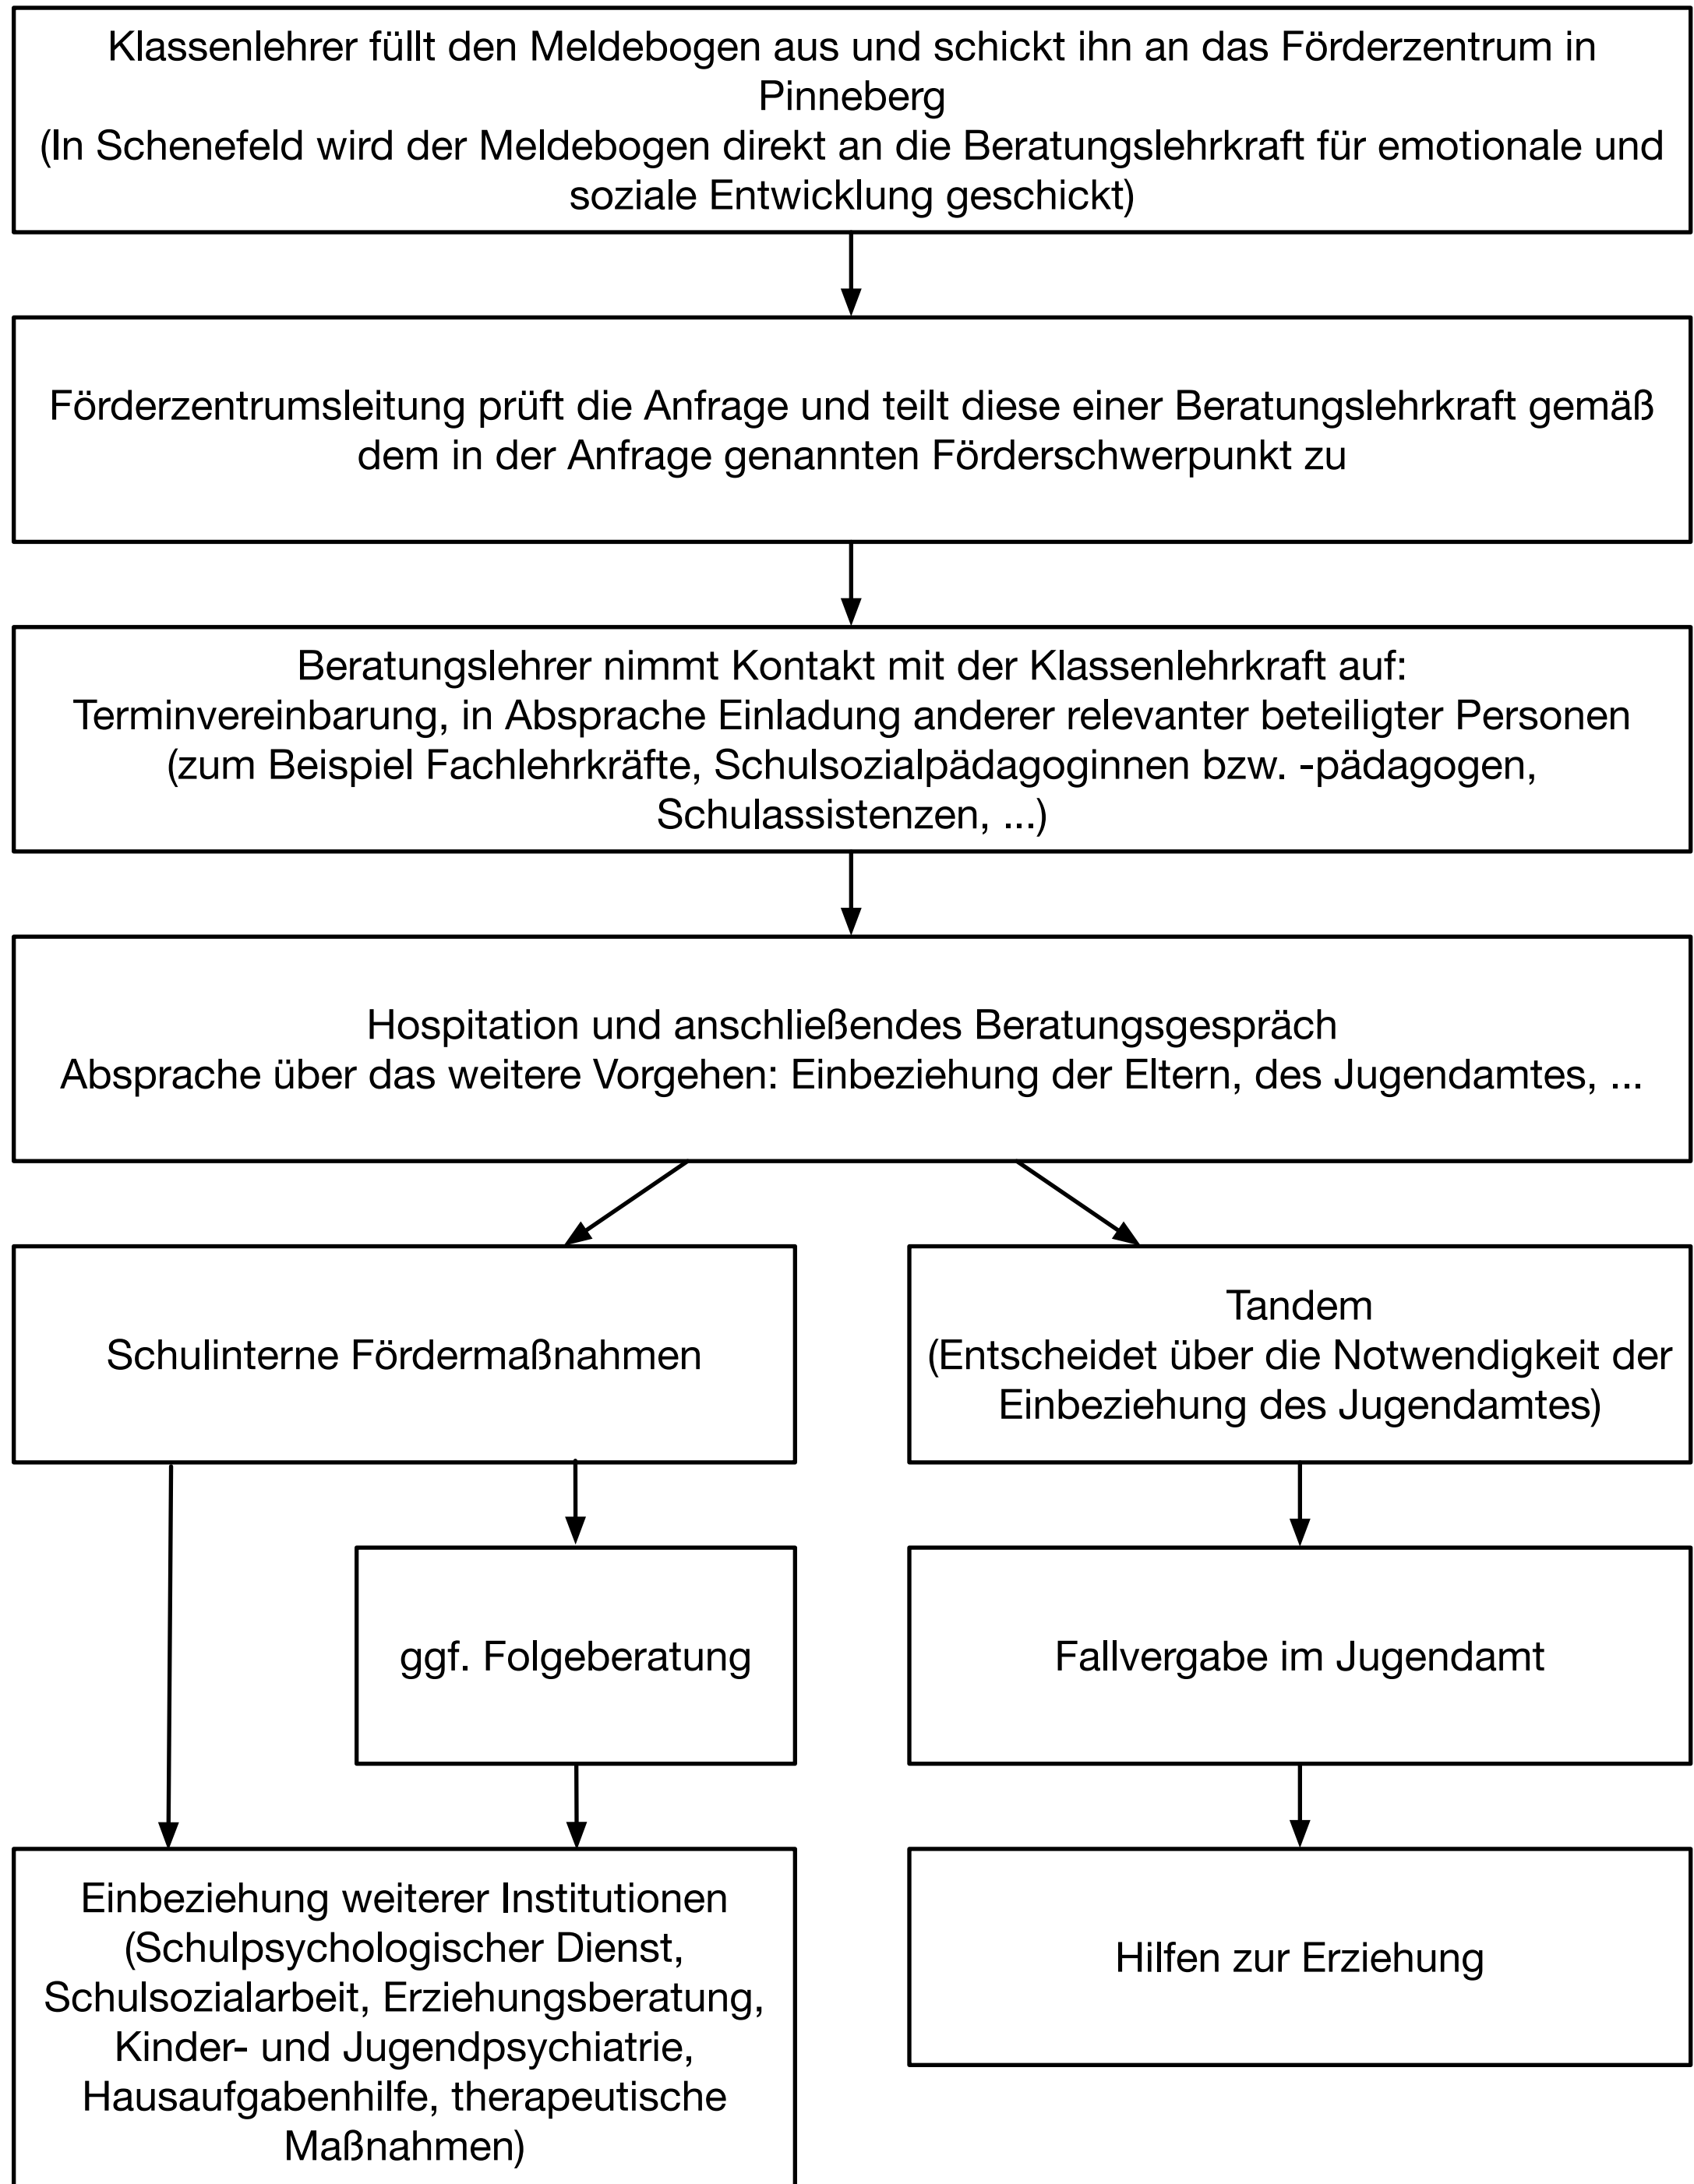 Klassenlehrer füllt den Meldebogen aus und schickt ihn an das Förderzentrum in
Pinneberg
(In Schenefeld wird der Meldebogen direkt an die Beratungslehrkraft für emotionale und
soziale Entwicklung geschickt)
Förderzentrumsleitung prüft die Anfrage und teilt diese einer Beratungslehrkraft gemäß
dem in der Anfrage genannten Förderschwerpunkt zu
Beratungslehrer nimmt Kontakt mit der Klassenlehrkraft auf:
Terminvereinbarung, in Absprache Einladung anderer relevanter beteiligter Personen
(zum Beispiel Fachlehrkräfte, Schulsozialpädagoginnen bzw. -pädagogen,
Schulassistenzen, ...)
Hospitation und anschließendes Beratungsgespräch
Absprache über das weitere Vorgehen: Einbeziehung der Eltern, des Jugendamtes, ...
Schulinterne Fördermaßnahmen
Tandem
(Entscheidet über die Notwendigkeit der
Einbeziehung des Jugendamtes)
ggf. Folgeberatung
Fallvergabe im Jugendamt
Einbeziehung weiterer Institutionen
(Schulpsychologischer Dienst,
Schulsozialarbeit, Erziehungsberatung,
Kinder- und Jugendpsychiatrie,
Hausaufgabenhilfe, therapeutische
Maßnahmen)
Hilfen zur Erziehung